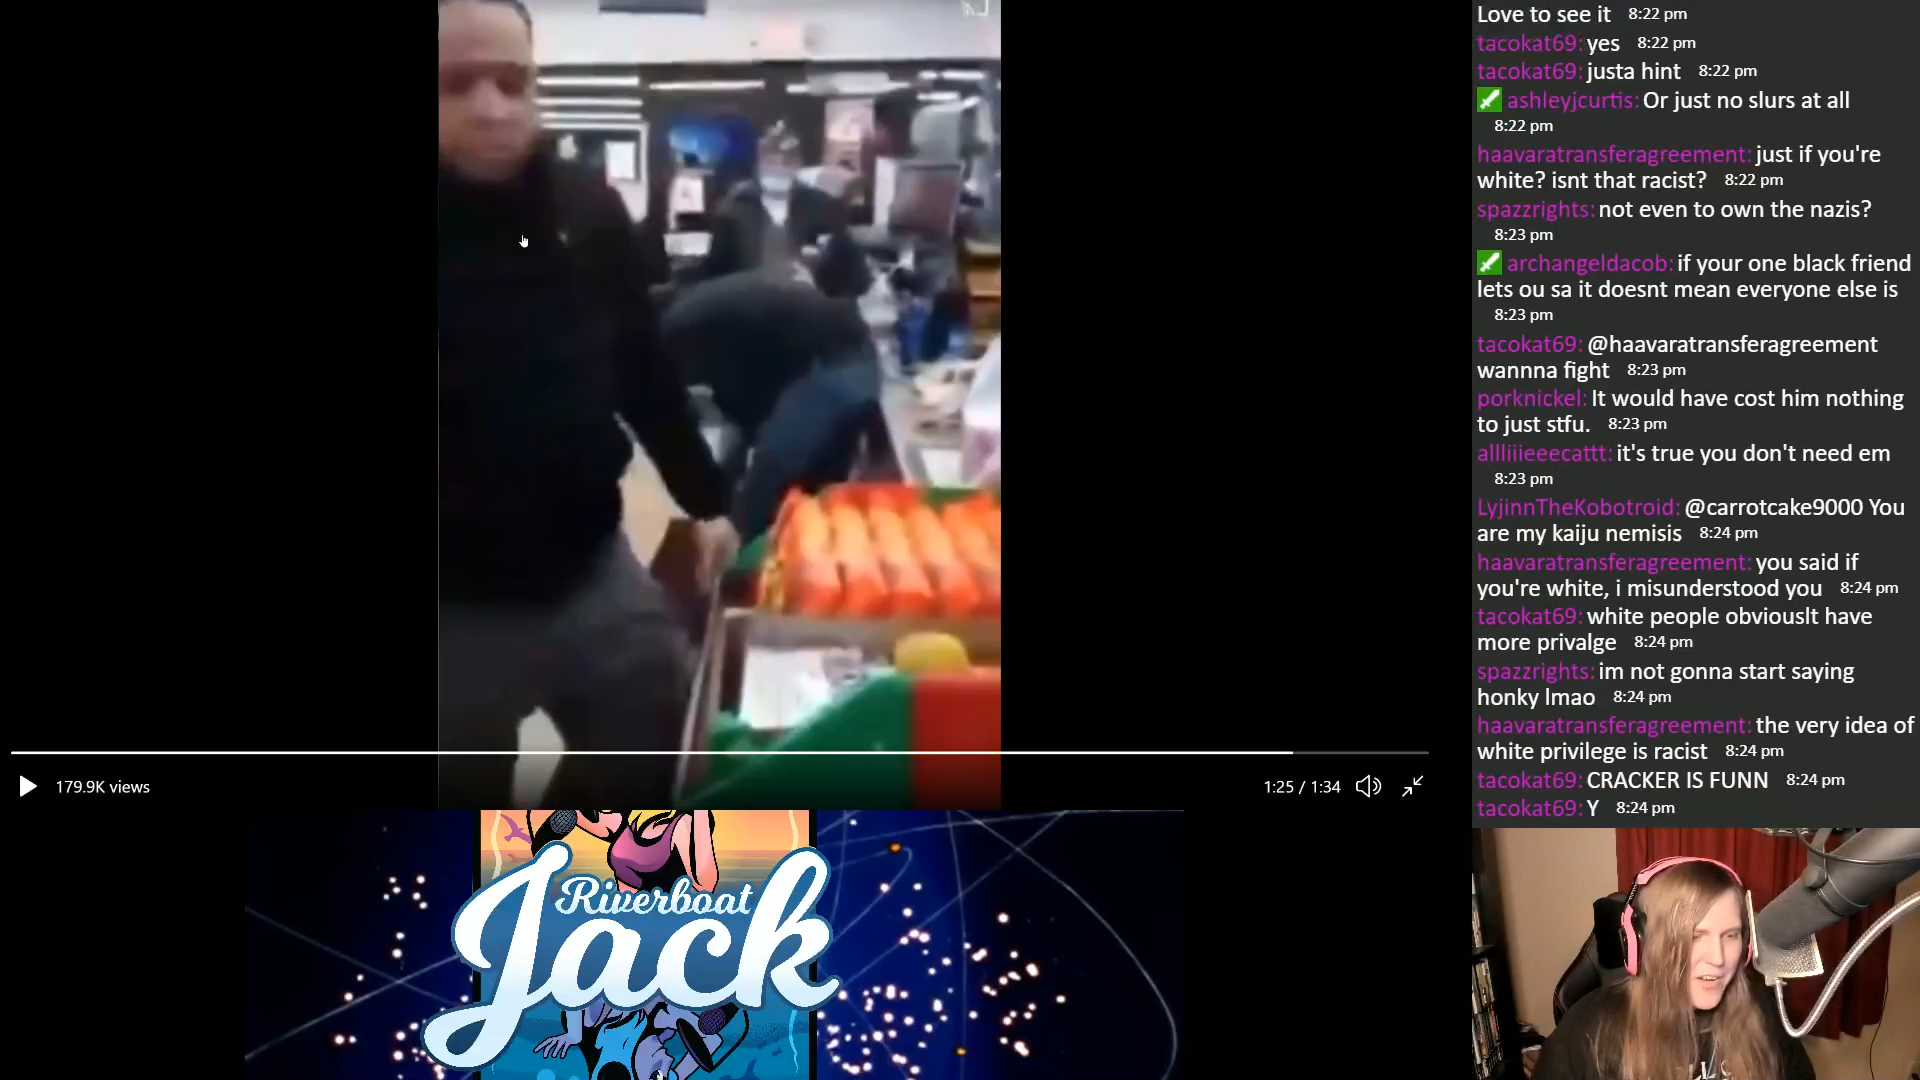 Love to see it 8:22 pm
tacokat69: yes 8:22 pm
tacokat69: justa hint 8:22 pm
ashleyjcurtis: Or just no slurs at all
8:22 pm
haavaratransferagreement: just if you're
white? isnt that racist? 8:22 pm
spazzrights: not even to own the nazis?
8:23 pm
archangeldacob: if your one black friend
lets ou sa it doesnt mean everyone else is
8:23 pm
tacokat69: @haavaratransferagreement
wannna fight 8:23 pm
porknickel: It would have cost him nothing
to just stfu. 8:23 pm
allliiieeecattt: it's true you don't need em
8:23 pm
LyjinnTheKobotroid: @carrotcake9000 You
are my kaiju nemisis 8:24 pm
haavaratransferagreement: you said if
you're white, i misunderstood you 8:24 pm
tacokat69: white people obviouslt have
more privalge 8:24 pm
spazzrights: im not gonna start saying
honky lmao 8:24 pm
haavaratransferagreement: the very idea of
white privilege is racist 8:24 pm
tacokat69: CRACKER IS FUNN 8:24 pm
tacokat69: Y 8:24 pm
179.9K views
1:25 / 1:34
Riverboat
Jack